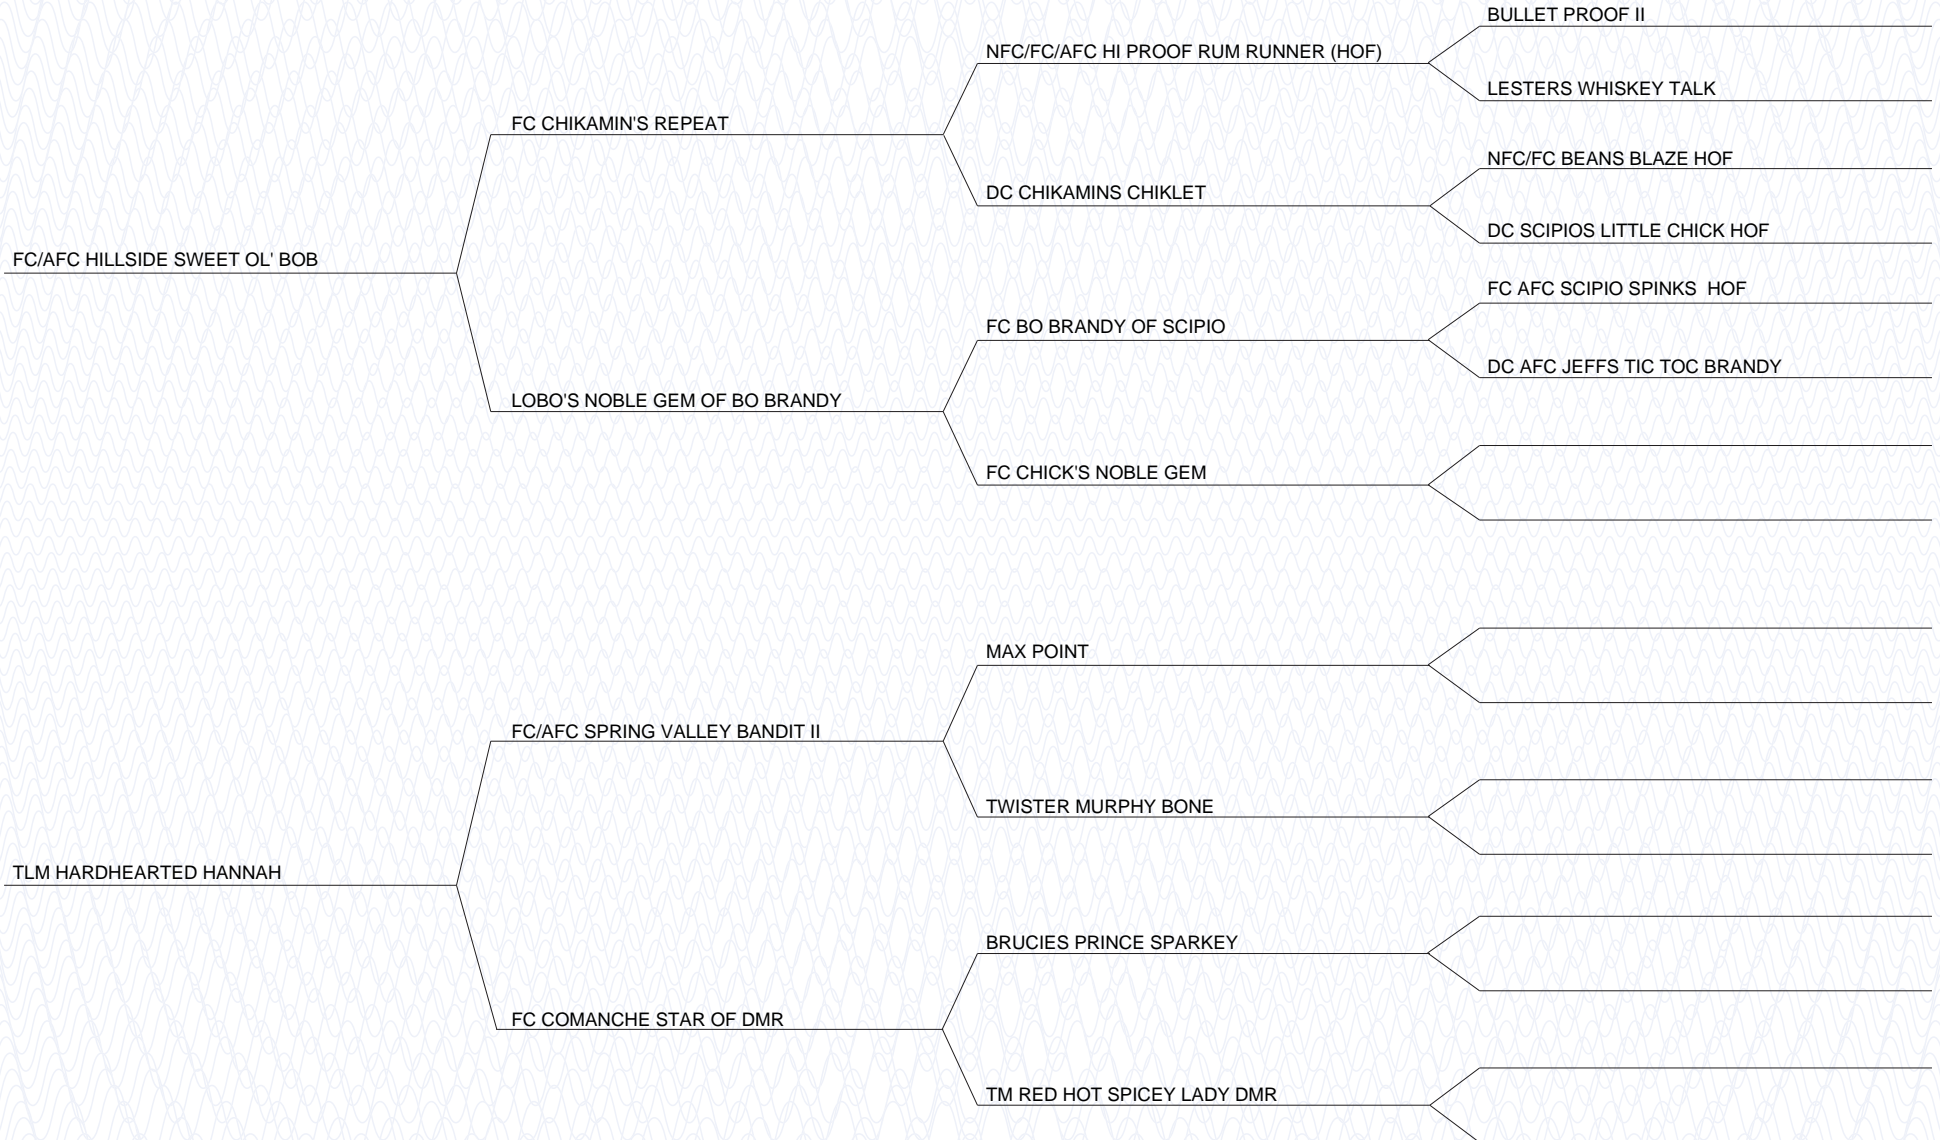 BULLET PROOF II
NFC/FC/AFC HI PROOF RUM RUNNER (HOF)
LESTERS WHISKEY TALK
FC CHIKAMIN'S REPEAT
NFC/FC BEANS BLAZE HOF
DC CHIKAMINS CHIKLET
DC SCIPIOS LITTLE CHICK HOF
FC/AFC HILLSIDE SWEET OL' BOB
FC AFC SCIPIO SPINKS  HOF
FC BO BRANDY OF SCIPIO
DC AFC JEFFS TIC TOC BRANDY
LOBO'S NOBLE GEM OF BO BRANDY
FC CHICK'S NOBLE GEM
MAX POINT
FC/AFC SPRING VALLEY BANDIT II
TWISTER MURPHY BONE
TLM HARDHEARTED HANNAH
BRUCIES PRINCE SPARKEY
FC COMANCHE STAR OF DMR
TM RED HOT SPICEY LADY DMR